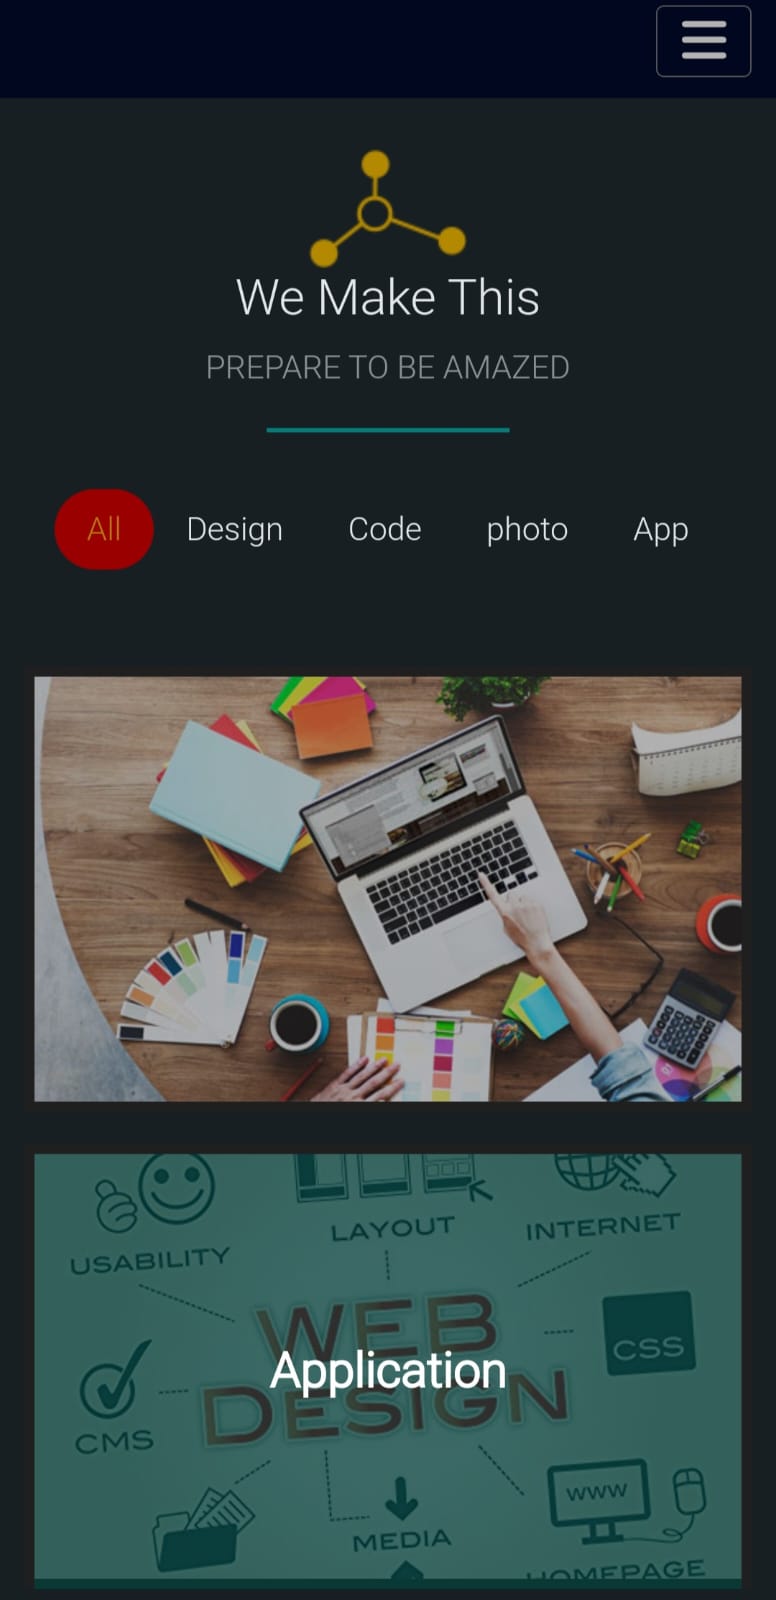 We Make This
PREPARE TO BE AMAZED
All Design Code photo App
USABILITY LAYOUT INTERNET
WEB
CSS
Application
DESIGN
CMS
www
MEDIA
HOMEPAGE